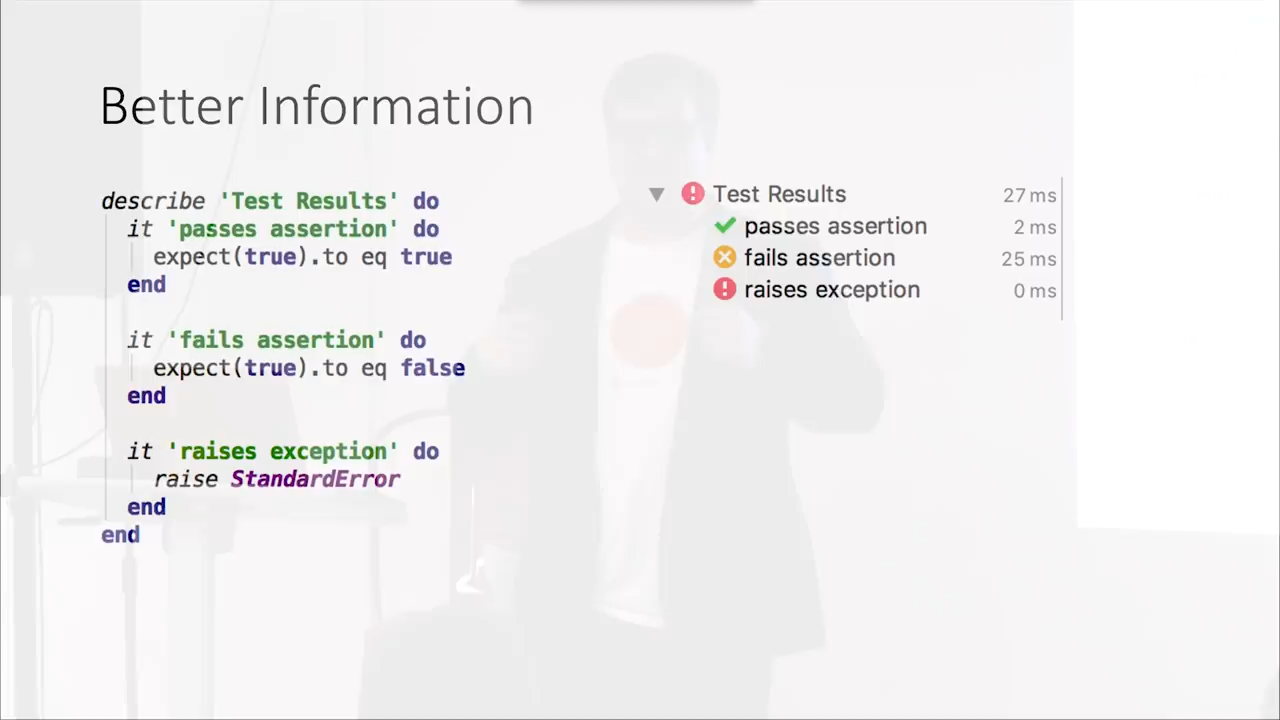 Better Information
describe 'Test Results' do
it 'passes assertion' do
expect(true).to eq true
end
it 'fails assertion' do
expect(true).to eq false
end
it 'raises exception' do
raise StandardError
end
end
Test Results 27 ms
passes assertion 2 ms
fails assertion 25 ms
raises exception 0 ms